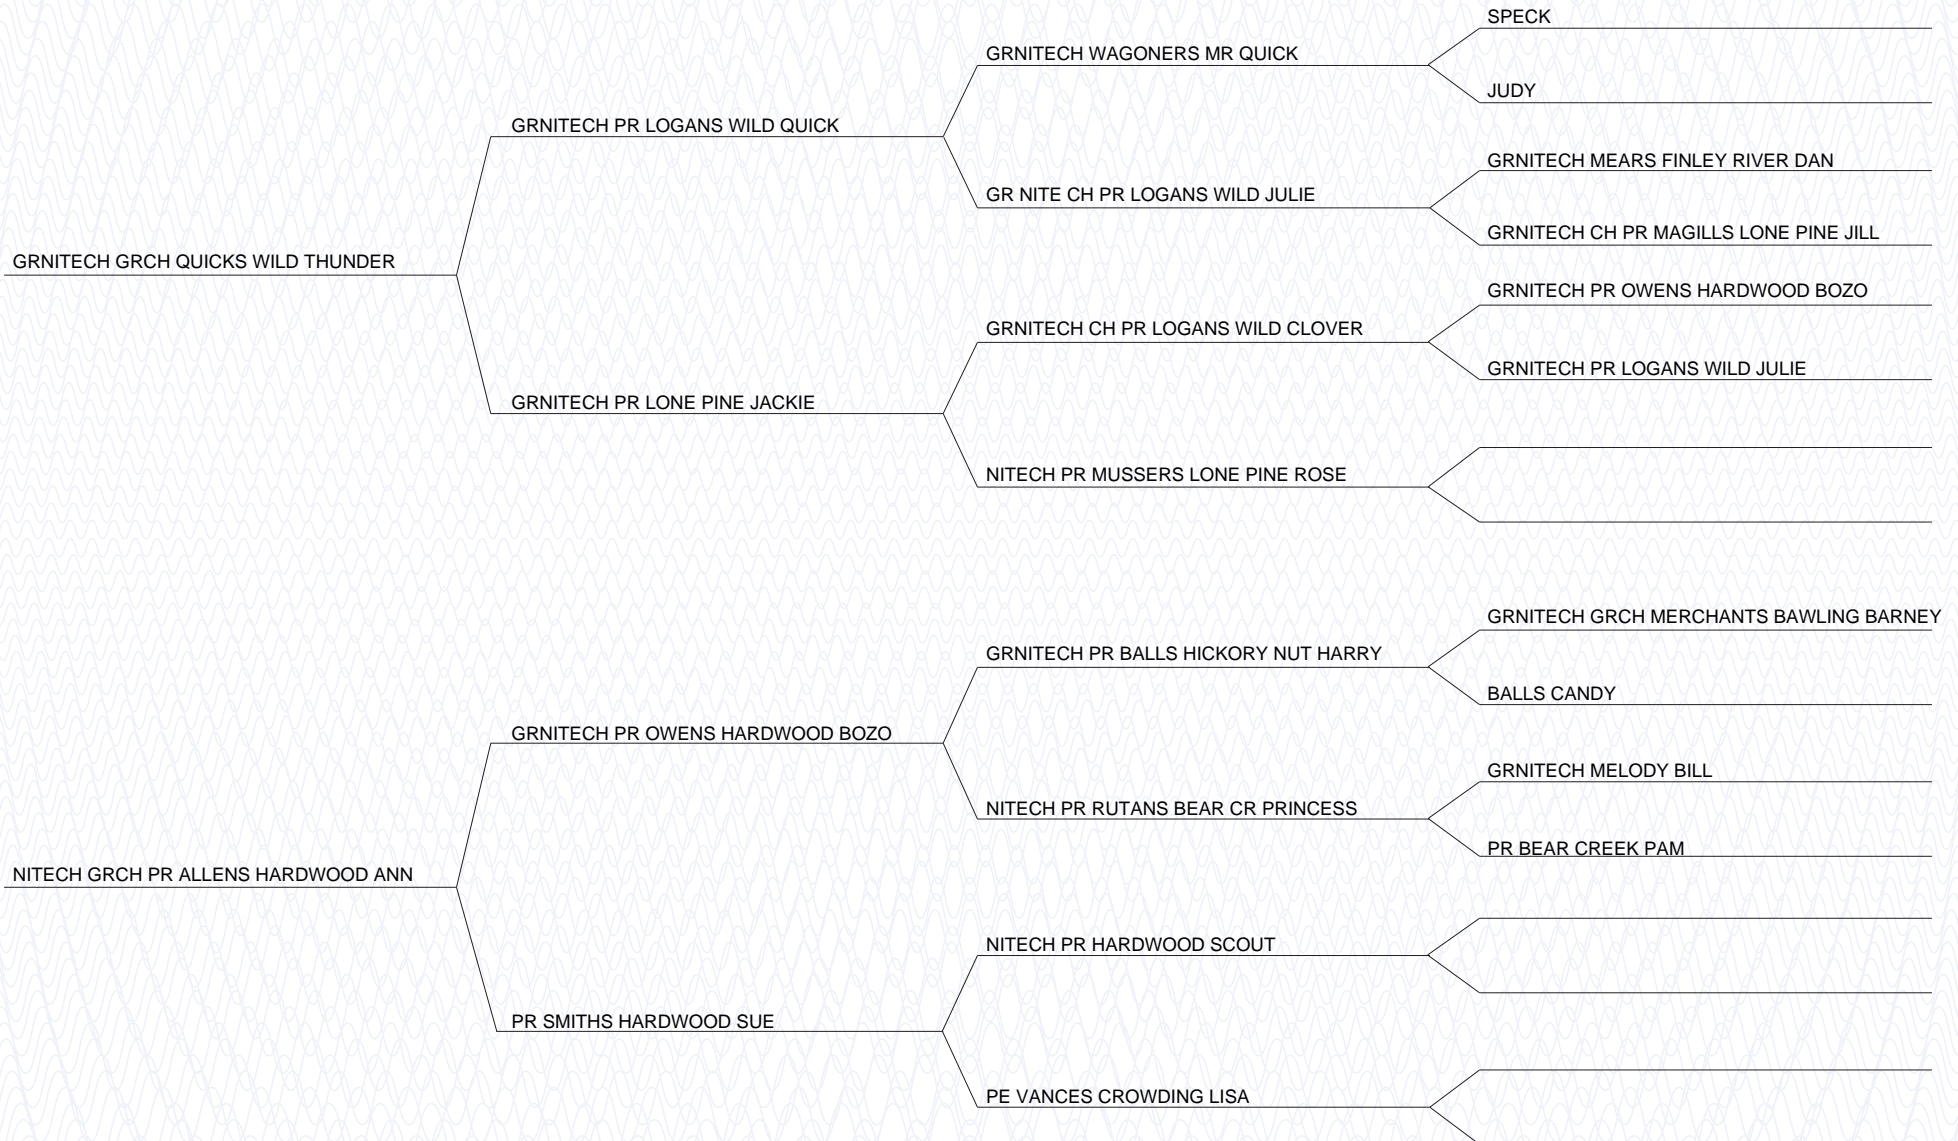 SPECK
GRNITECH WAGONERS MR QUICK
JUDY
GRNITECH PR LOGANS WILD QUICK
GRNITECH MEARS FINLEY RIVER DAN
GR NITE CH PR LOGANS WILD JULIE
GRNITECH CH PR MAGILLS LONE PINE JILL
GRNITECH GRCH QUICKS WILD THUNDER
GRNITECH PR OWENS HARDWOOD BOZO
GRNITECH CH PR LOGANS WILD CLOVER
GRNITECH PR LOGANS WILD JULIE
GRNITECH PR LONE PINE JACKIE
NITECH PR MUSSERS LONE PINE ROSE
GRNITECH GRCH MERCHANTS BAWLING BARNEY
GRNITECH PR BALLS HICKORY NUT HARRY
BALLS CANDY
GRNITECH PR OWENS HARDWOOD BOZO
GRNITECH MELODY BILL
NITECH PR RUTANS BEAR CR PRINCESS
PR BEAR CREEK PAM
NITECH GRCH PR ALLENS HARDWOOD ANN
NITECH PR HARDWOOD SCOUT
PR SMITHS HARDWOOD SUE
PE VANCES CROWDING LISA